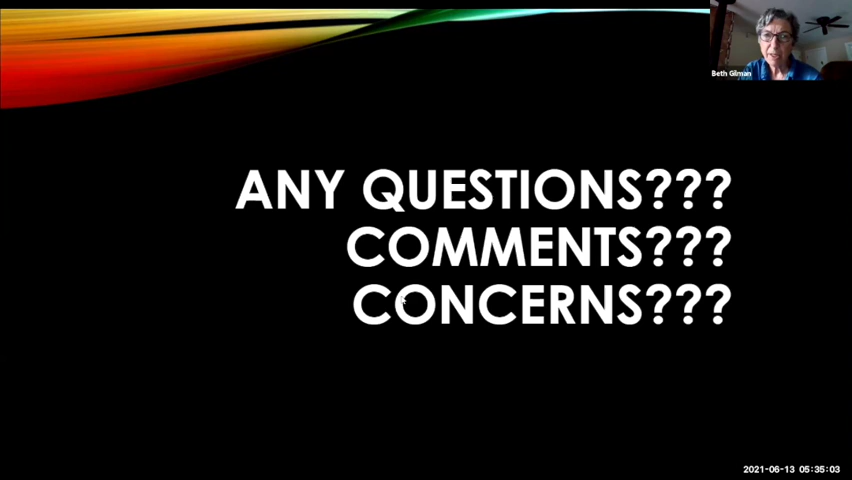 Beth Gilman
ANY QUESTIONS???
COMMENTS???
CONCERNS???
2021-06-13 05:35:03